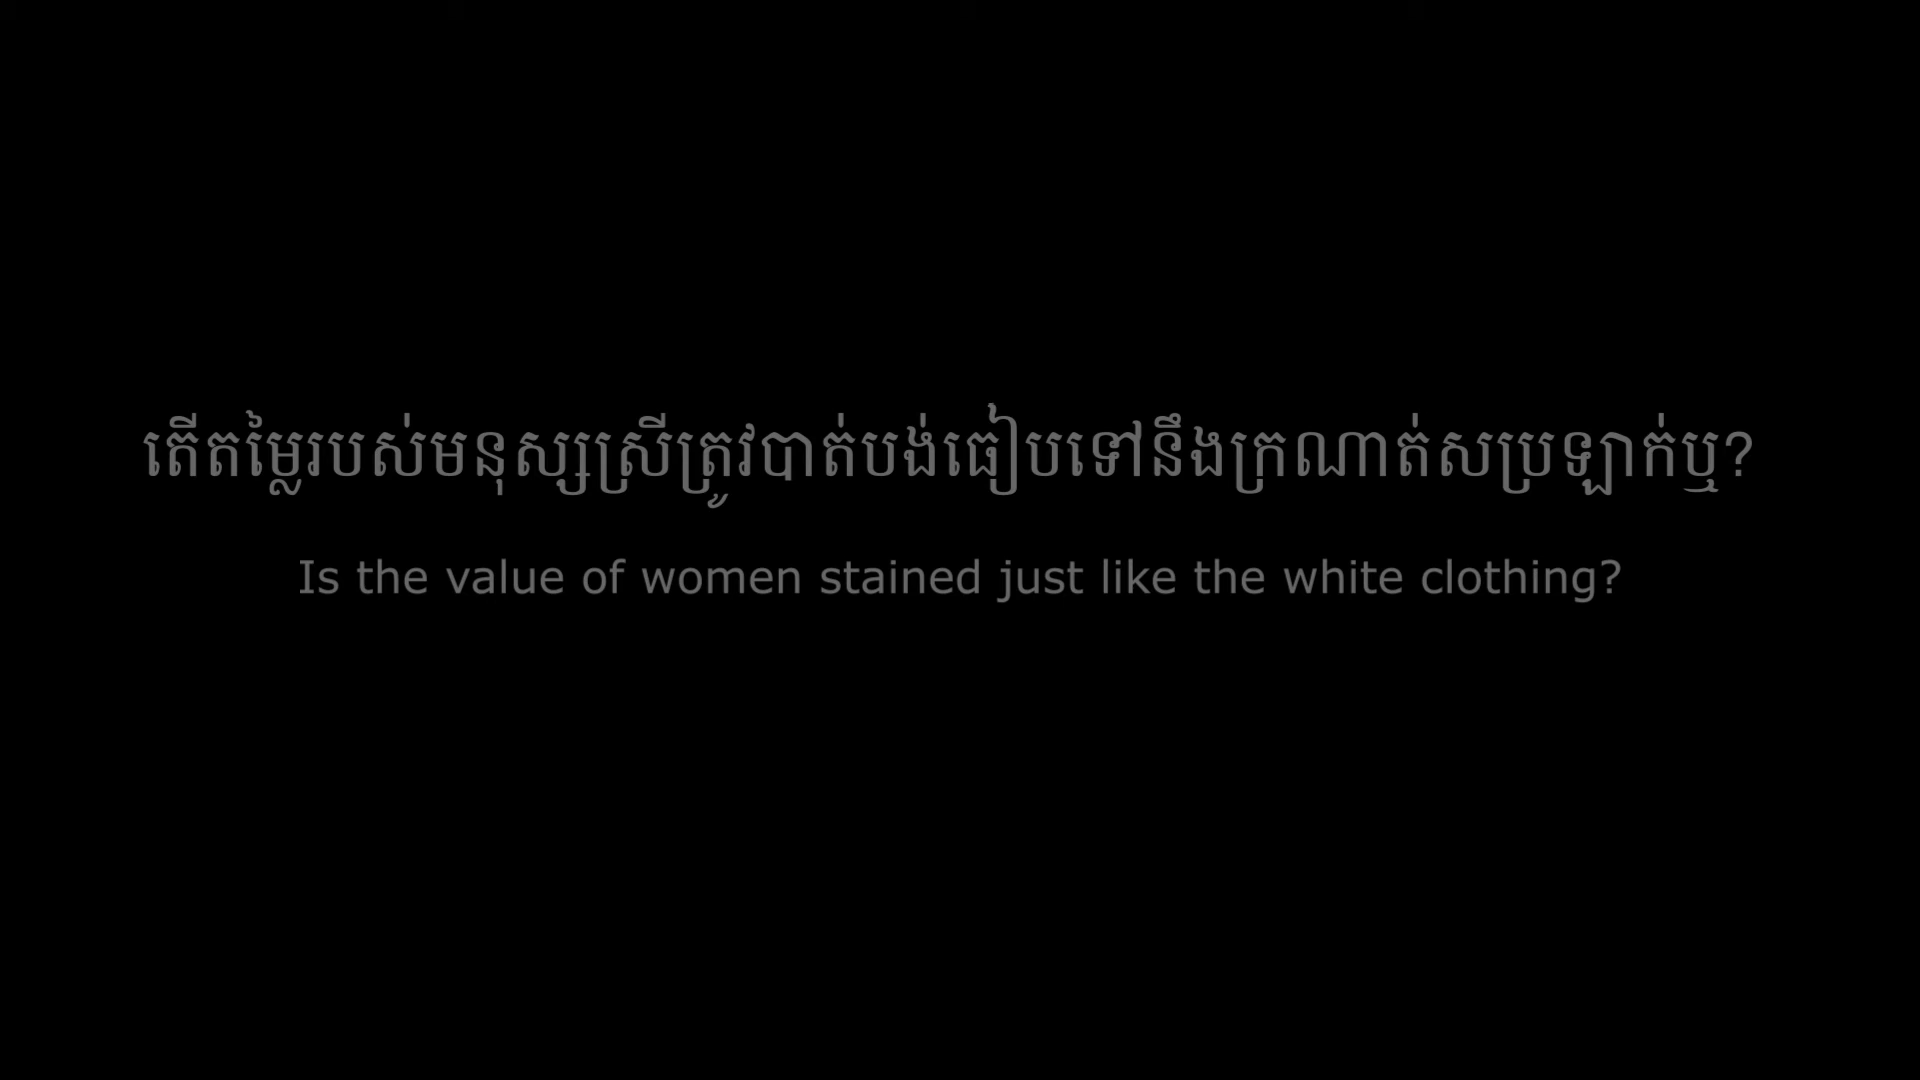 តើតម្លៃរបស់មនុស្សស្រីត្រូវបាត់បង់ធៀបទៅនឹងក្រណាត់សប្រឡាក់ឬ?
Is the value of women stained just like the white clothing?